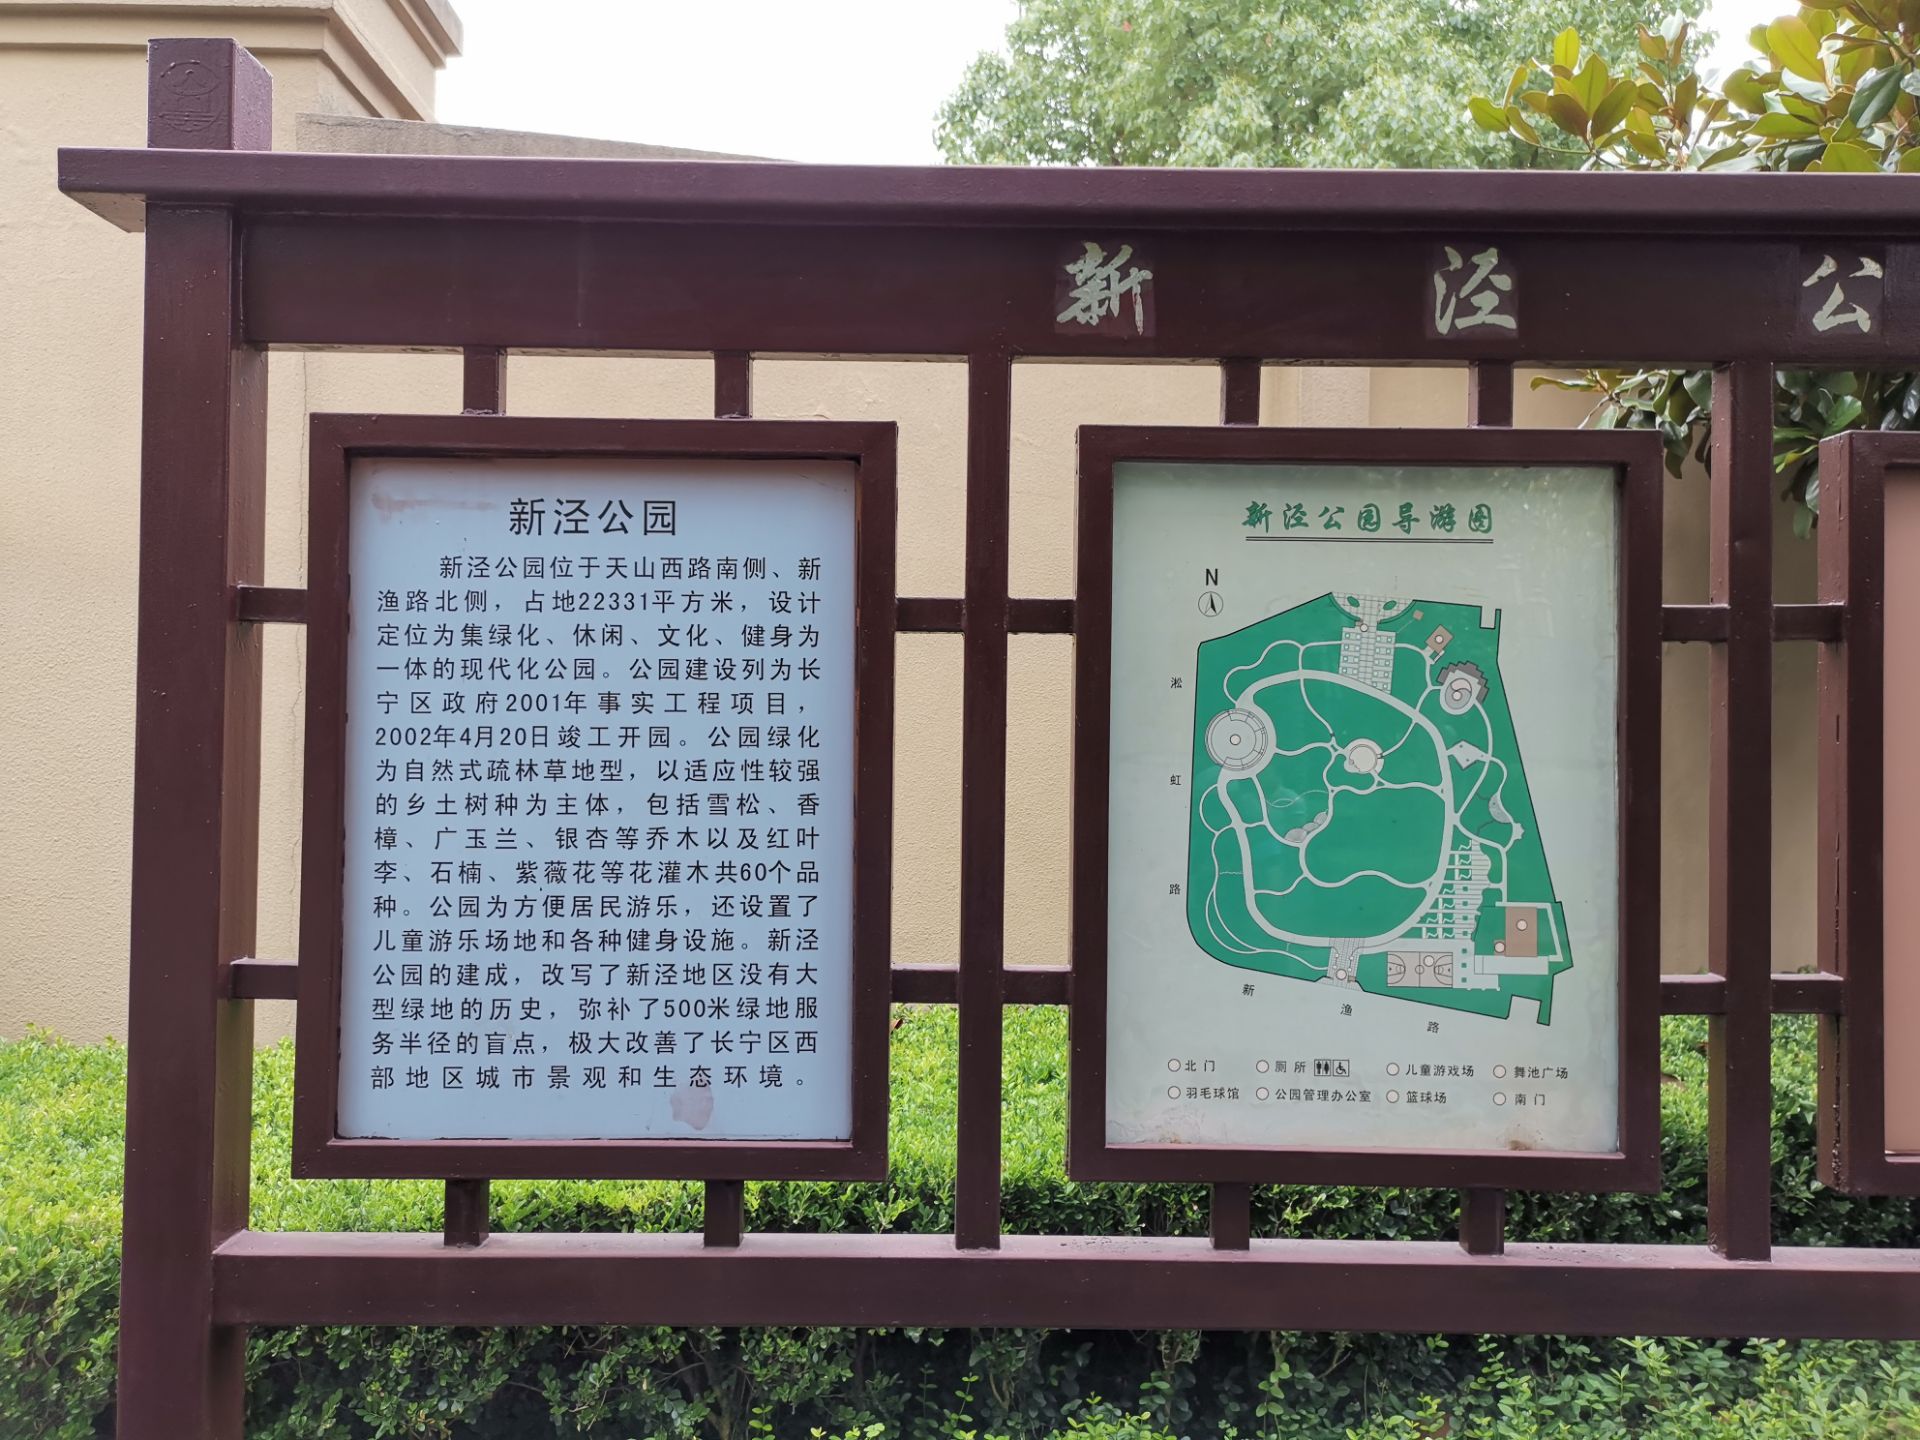 新 泾 公
新泾公园
新泾公园位于天山西路南侧、新
渔路北侧，占地22331平方米，设计
定位为集绿化、休闲、文化、健身为
一体的现代化公园。公园建设列为长
宁区政府2001年事实工程项目，
2002年4月20日竣工开园。公园绿化
为自然式疏林草地型，以适应性较强
的乡土树种为主体，包括雪松、香
樟、广玉兰、银杏等乔木以及红叶
李、石楠、紫薇花等花灌木共60个品
种。公园为方便居民游乐，还设置了
儿童游乐场地和各种健身设施。新泾
公园的建成，改写了新泾地区没有大
型绿地的历史，弥补了500米绿地服
务半径的盲点，极大改善了长宁区西
部地区城市景观和生态环境。
新泾公园导游图
N
淞虹路
新渔路
北门 厕所 儿童游戏场 舞池广场
羽毛球馆 公园管理办公室 篮球场 南门